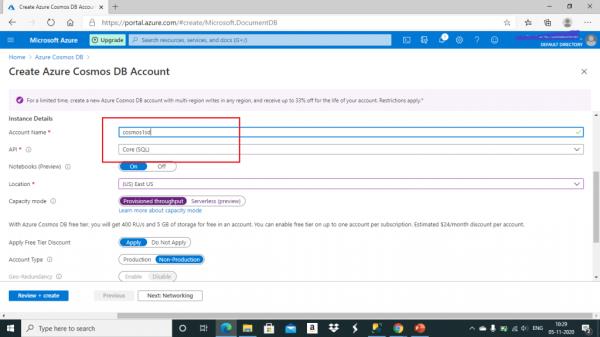 Create Azure Cosmos DB Accou
https://portal.azure.com/#create/Microsoft.DocumentDB
Microsoft Azure
Upgrade
Search resources, services, and docs (G+/)
DEFAULT DIRECTORY
Home > Azure Cosmos DB >
Create Azure Cosmos DB Account
For a limited time, create a new Azure Cosmos DB account with multi-region writes in any region, and receive up to 33% off for the life of your account. Restrictions apply.*
Instance Details
Account Name *
cosmos1sd
API *
Core (SQL)
Notebooks (Preview)
On Off
Location *
(US) East US
Capacity mode
Provisioned throughput Serverless (preview)
Learn more about capacity mode
With Azure Cosmos DB free tier, you will get 400 RU/s and 5 GB of storage for free in an account. You can enable free tier on up to one account per subscription. Estimated $24/month discount per account.
Apply Free Tier Discount
Apply Do Not Apply
Account Type
Production Non-Production
Geo-Redundancy
Enable Disable
Review + create Previous Next: Networking
Type here to search
ENG
10:29
05-11-2020